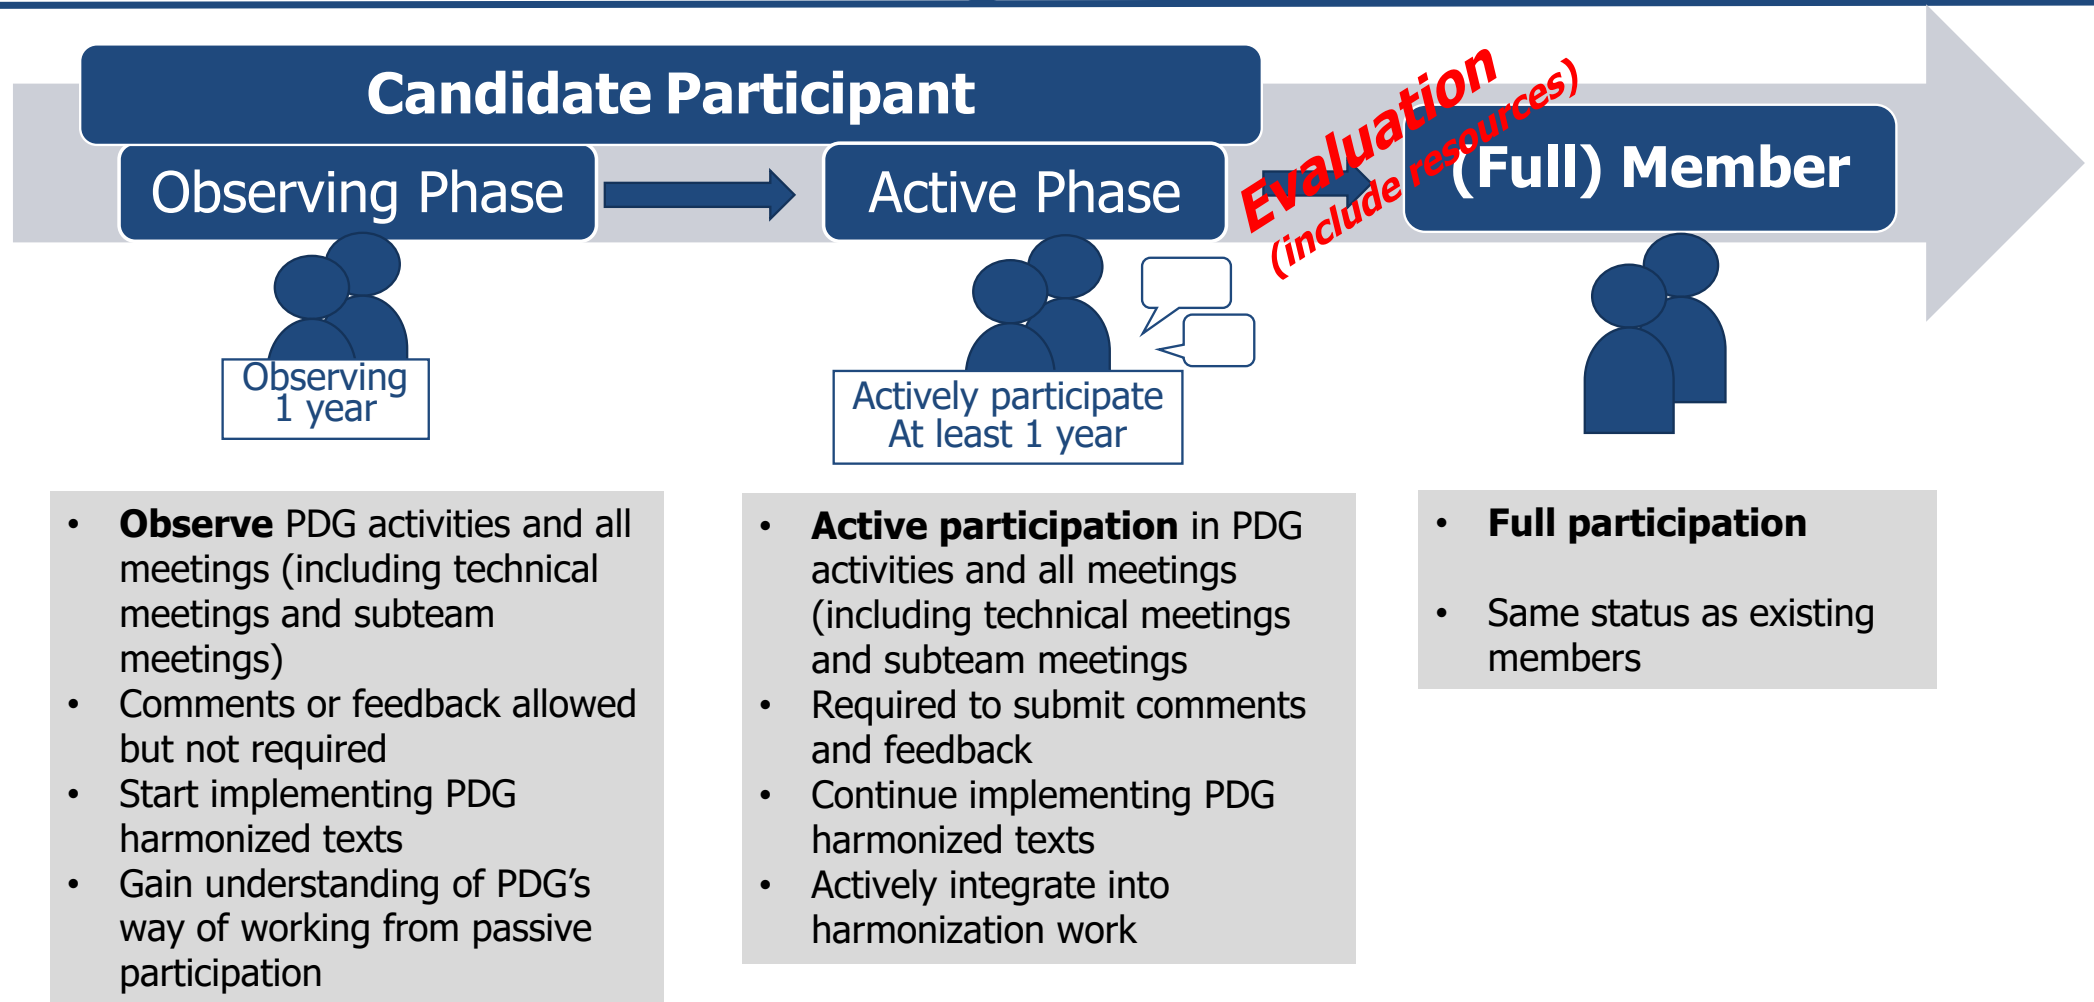 Candidate Participant
Observing Phase
Active Phase
Evaluation
(include resources)
(Full) Member
Observing
1 year
Actively participate
At least 1 year
• Observe PDG activities and all
meetings (including technical
meetings and subteam
meetings)
• Comments or feedback allowed
but not required
• Start implementing PDG
harmonized texts
• Gain understanding of PDG’s
way of working from passive
participation
• Active participation in PDG
activities and all meetings
(including technical meetings
and subteam meetings
• Required to submit comments
and feedback
• Continue implementing PDG
harmonized texts
• Actively integrate into
harmonization work
• Full participation
• Same status as existing
members